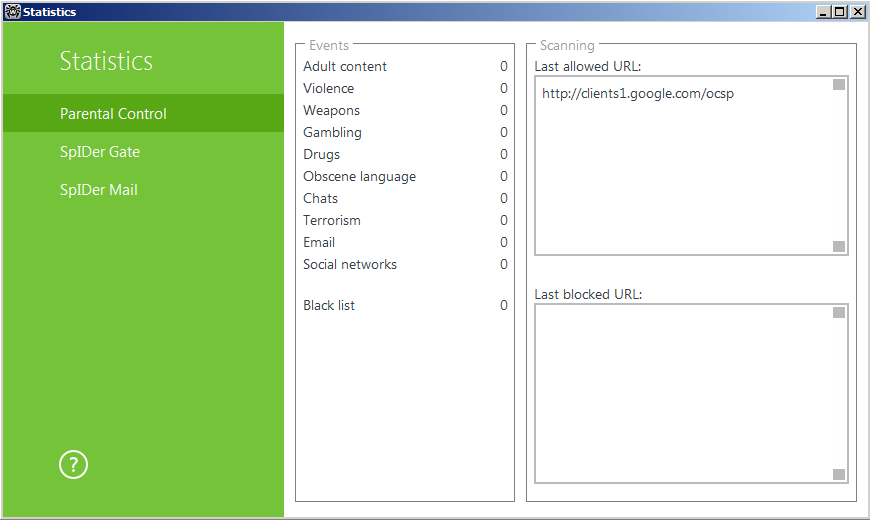 Statistics
Statistics
Parental Control
SpIDer Gate
SpIDer Mail
?
Events
Adult content 0
Violence 0
Weapons 0
Gambling 0
Drugs 0
Obscene language 0
Chats 0
Terrorism 0
Email 0
Social networks 0
Black list 0
Scanning
Last allowed URL:
http://clients1.google.com/ocsp
Last blocked URL: